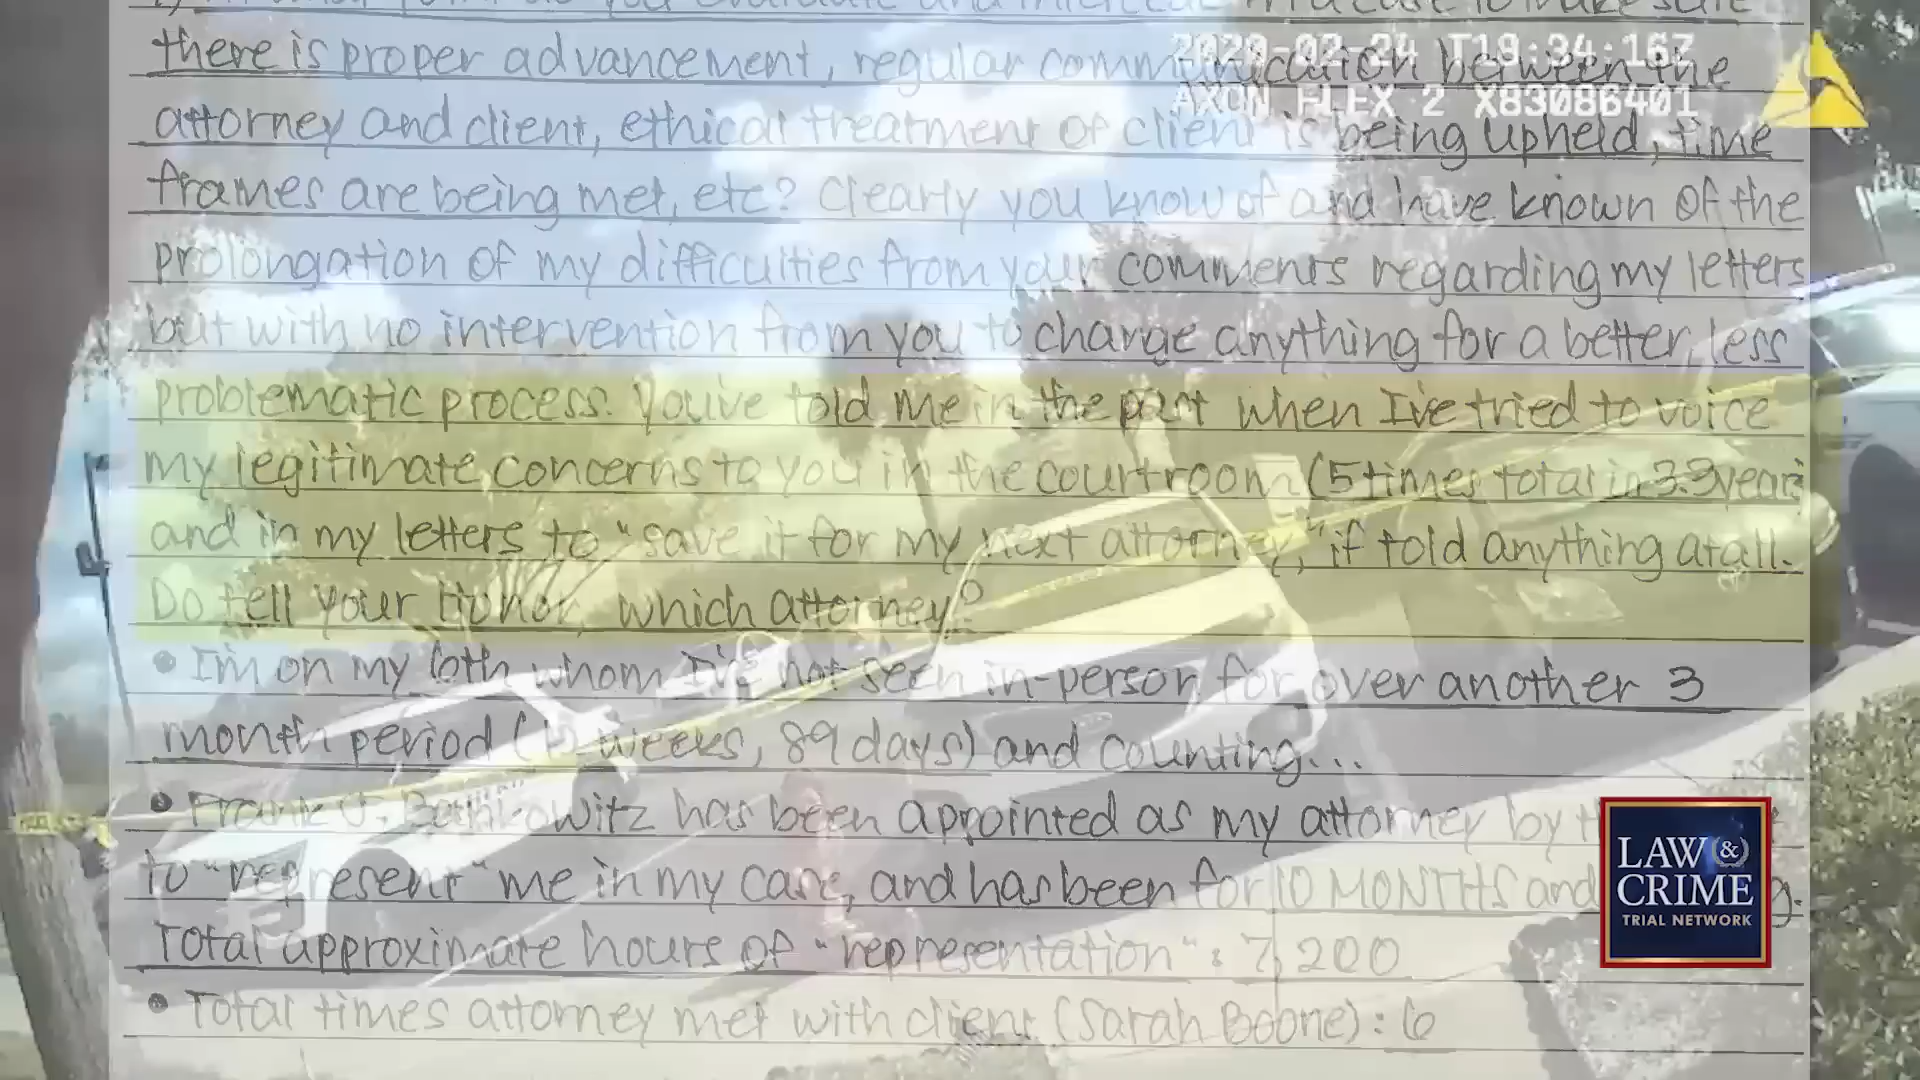 there is proper advancement, regular communication between the
attorney and client, ethical treatment of client is being upheld, time
frames are being met, etc? Clearly you know of and have known of the
prolongation of my difficulties from your comments regarding my letters
but with no intervention from you to change anything for a better, less
problematic process. You've told me in the past when I've tried to voice
my legitimate concerns to you in the courtroom (5 times total in 3.3 years)
and in my letters to "save it for my next attorney," if told anything at all.
Do tell your Honor, which attorney?
• I'm on my 6th whom I've not seen in-person for over another 3
month period (weeks, 89 days) and counting...
• Frank J. Bankowitz has been appointed as my attorney by
to "represent" me in my case, and has been for 10 MONTHS and
Total approximate hours of "representation": 7,200
• Total times attorney met with client (Sarah Boone): 6
2020-02-24 T19:34:16Z
AXON FLEX 2 X83086401
LAW &
CRIME
TRIAL NETWORK